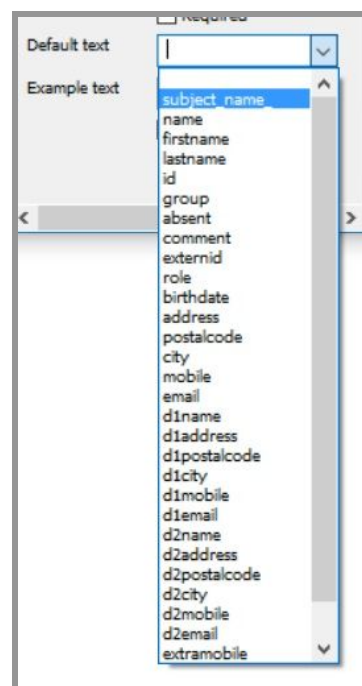 Required
Default text
Example text
subject_name_
name
firstname
lastname
id
group
absent
comment
externid
role
birthdate
address
postalcode
city
mobile
email
d1name
d1address
d1postalcode
d1city
d1mobile
d1email
d2name
d2address
d2postalcode
d2city
d2mobile
d2email
extramobile